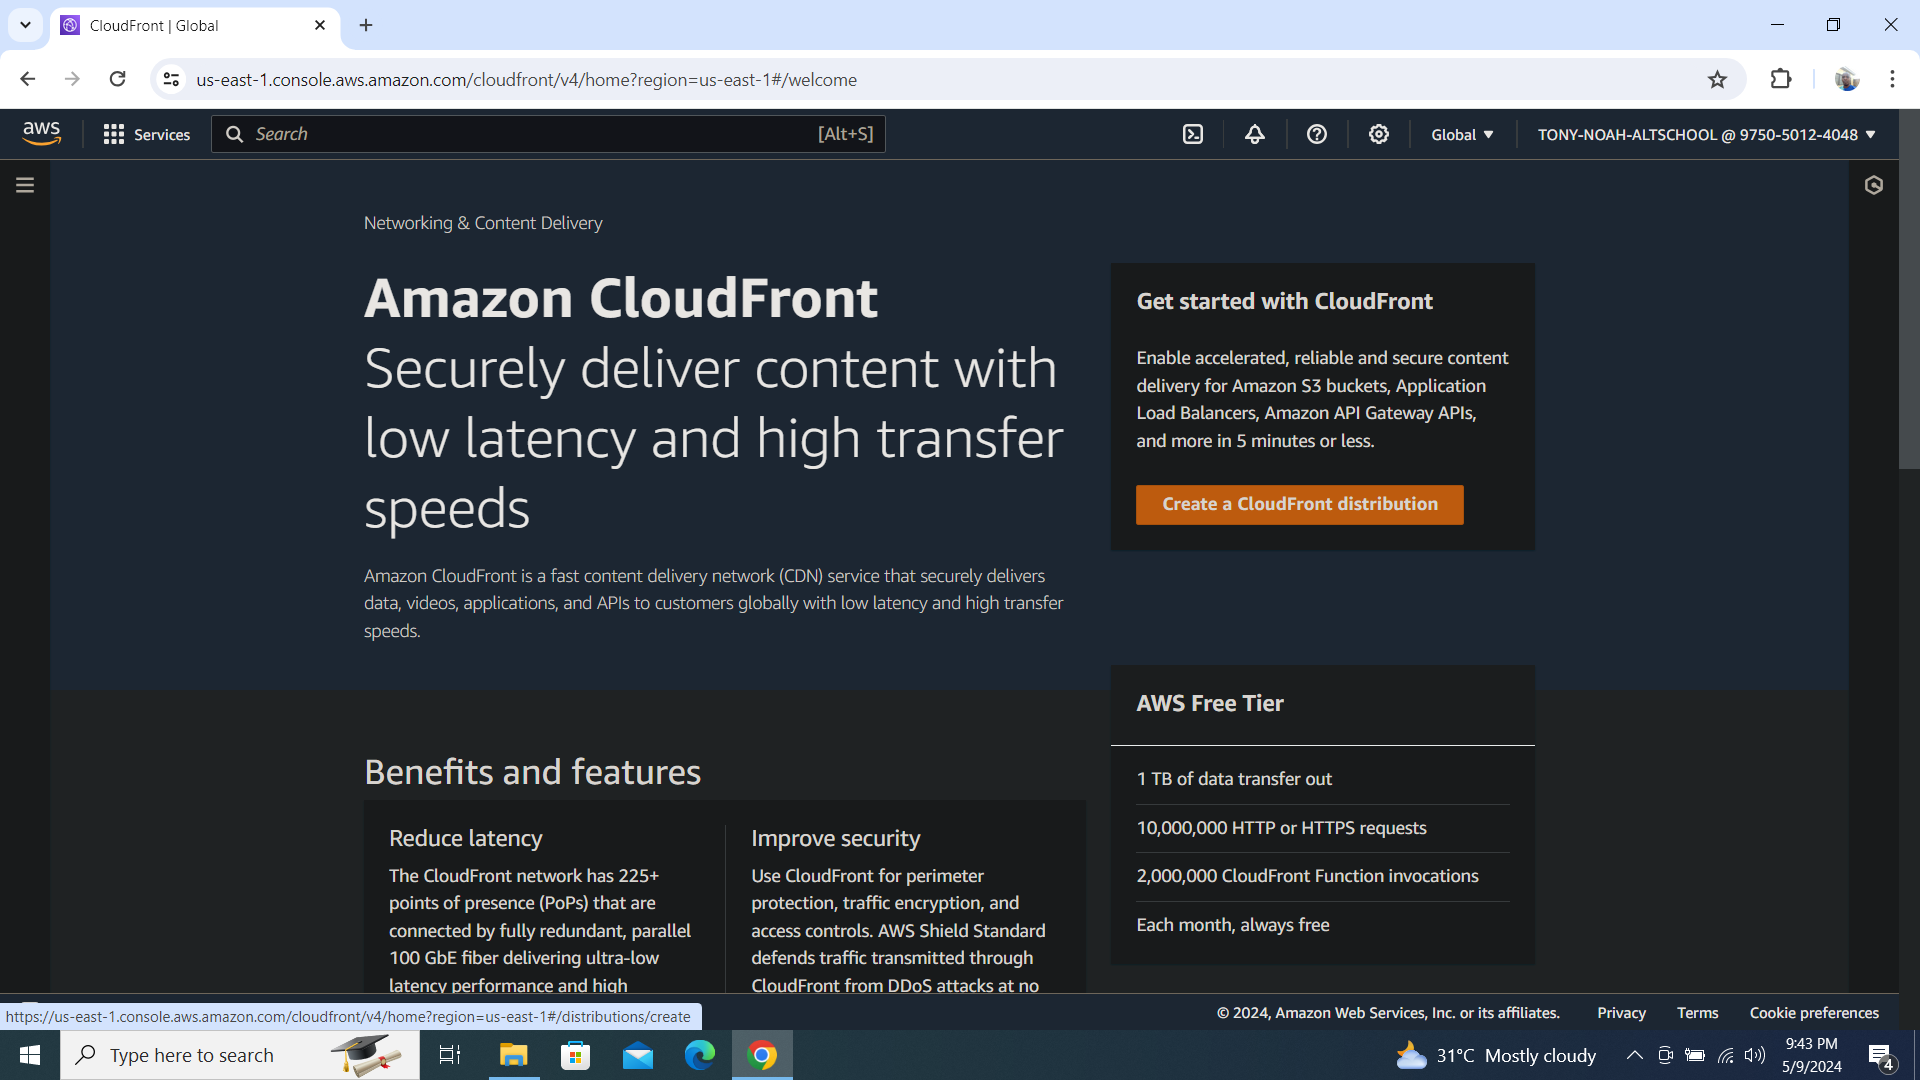 CloudFront | Global
us-east-1.console.aws.amazon.com/cloudfront/v4/home?region=us-east-1#/welcome
aws
Services
Search
[Alt+S]
Global
TONY-NOAH-ALTSCHOOL @ 9750-5012-4048
Networking & Content Delivery
Amazon CloudFront
Securely deliver content with
low latency and high transfer
speeds
Amazon CloudFront is a fast content delivery network (CDN) service that securely delivers
data, videos, applications, and APIs to customers globally with low latency and high transfer
speeds.
Get started with CloudFront
Enable accelerated, reliable and secure content
delivery for Amazon S3 buckets, Application
Load Balancers, Amazon API Gateway APIs,
and more in 5 minutes or less.
Create a CloudFront distribution
AWS Free Tier
1 TB of data transfer out
10,000,000 HTTP or HTTPS requests
2,000,000 CloudFront Function invocations
Each month, always free
Benefits and features
Reduce latency
The CloudFront network has 225+
points of presence (PoPs) that are
connected by fully redundant, parallel
100 GbE fiber delivering ultra-low
latency performance and high
Improve security
Use CloudFront for perimeter
protection, traffic encryption, and
access controls. AWS Shield Standard
defends traffic transmitted through
CloudFront from DDoS attacks at no
https://us-east-1.console.aws.amazon.com/cloudfront/v4/home?region=us-east-1#/distributions/create
© 2024, Amazon Web Services, Inc. or its affiliates.
Privacy
Terms
Cookie preferences
Type here to search
31°C Mostly cloudy
9:43 PM
5/9/2024
4